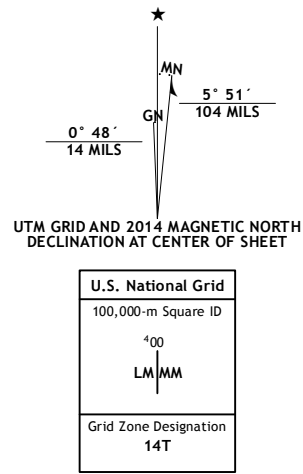 ★
MN
GN
5° 51´
104 MILS
0° 48´
14 MILS
UTM GRID AND 2014 MAGNETIC NORTH
DECLINATION AT CENTER OF SHEET
U.S. National Grid
100,000-m Square ID
⁴00
LM MM
Grid Zone Designation
14T